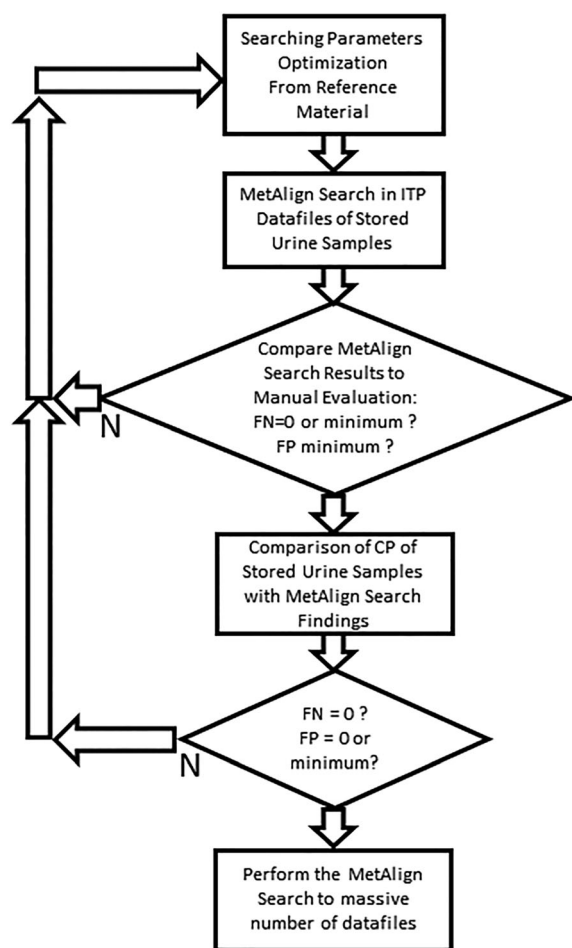 Searching Parameters
Optimization
From Reference
Material
MetAlign Search in ITP
Datafiles of Stored
Urine Samples
Compare MetAlign
Search Results to
Manual Evaluation:
FN=0 or minimum ?
FP minimum ?
N
Comparison of CP of
Stored Urine Samples
with MetAlign Search
Findings
FN = 0 ?
FP = 0 or
minimum?
N
Perform the MetAlign
Search to massive
number of datafiles